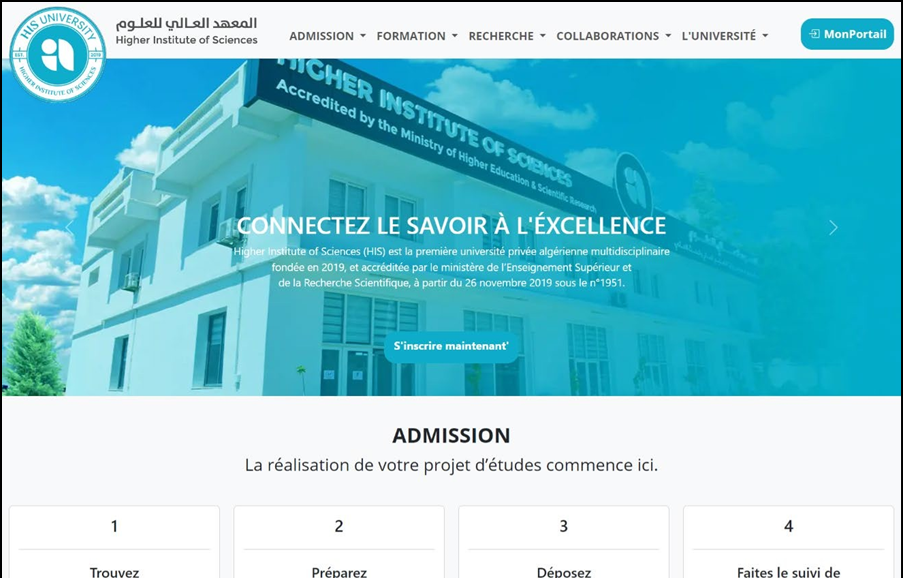 HIS UNIVERSITY
EST. 2019
HIGHER INSTITUTE OF SCIENCES
المعهد العالي للعلوم
Higher Institute of Sciences
ADMISSION FORMATION RECHERCHE COLLABORATIONS L'UNIVERSITÉ
MonPortail
HIGHER INSTITUTE OF SCIENCES
Accredited by the Ministry of Higher Education & Scientific Research
CONNECTEZ LE SAVOIR À L'ÉXCELLENCE
Higher Institute of Sciences (HIS) est la première université privée algérienne multidisciplinaire
fondée en 2019, et accréditée par le ministère de l'Enseignement Supérieur et
de la Recherche Scientifique, à partir du 26 novembre 2019 sous le n°1951.
S'inscrire maintenant'
ADMISSION
La réalisation de votre projet d’études commence ici.
1 2 3 4
Trouvez Préparez Déposez Faites le suivi de